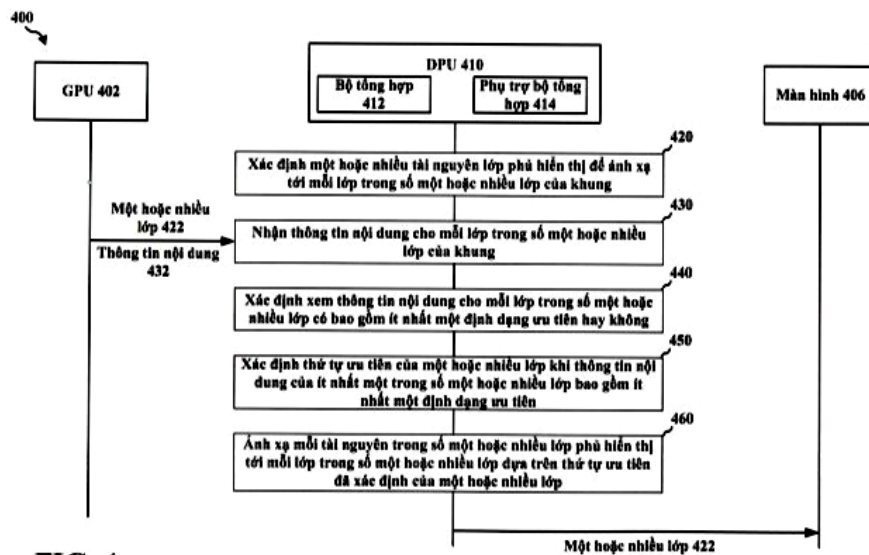 400
GPU 402
DPU 410
Bộ tổng hợp
412
Phụ trợ bộ tổng
hợp 414
Màn hình 406
420
Xác định một hoặc nhiều tài nguyên lớp phủ hiển thị để ánh xạ
tới mỗi lớp trong số một hoặc nhiều lớp của khung
Một hoặc nhiều
lớp 422
Thông tin nội dung
432
430
Nhận thông tin nội dung cho mỗi lớp trong số một hoặc nhiều
lớp của khung
440
Xác định xem thông tin nội dung cho mỗi lớp trong số một hoặc
nhiều lớp có bao gồm ít nhất một định dạng ưu tiên hay không
450
Xác định thứ tự ưu tiên của một hoặc nhiều lớp khi thông tin nội
dung của ít nhất một trong số một hoặc nhiều lớp bao gồm ít
nhất một định dạng ưu tiên
460
Ánh xạ mỗi tài nguyên trong số một hoặc nhiều lớp phủ hiển thị
tới mỗi lớp trong số một hoặc nhiều lớp dựa trên thứ tự ưu tiên
đã xác định của một hoặc nhiều lớp
Một hoặc nhiều lớp 422